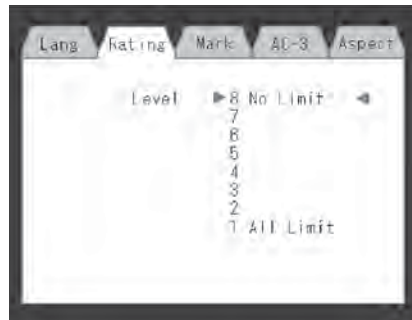 Lang Rating Mark AC-3 Aspect
Level ▶ 8 No Limit ◀
7
6
5
4
3
2
1 All Limit